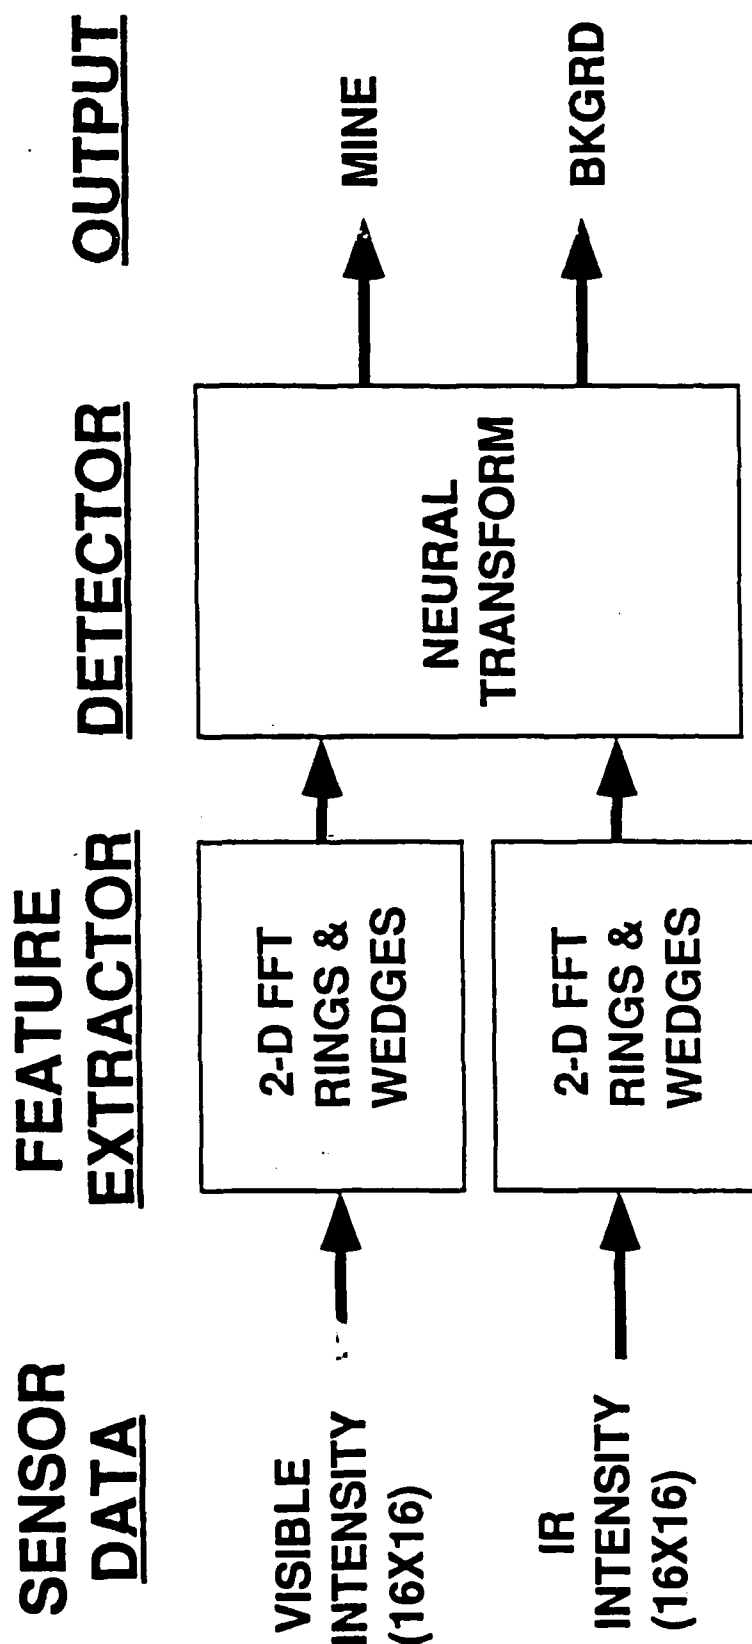 SENSOR
DATA
FEATURE
EXTRACTOR
DETECTOR
OUTPUT
VISIBLE
INTENSITY
(16X16)
2-D FFT
RINGS &
WEDGES
NEURAL
TRANSFORM
MINE
IR
INTENSITY
(16X16)
2-D FFT
RINGS &
WEDGES
BKGRD